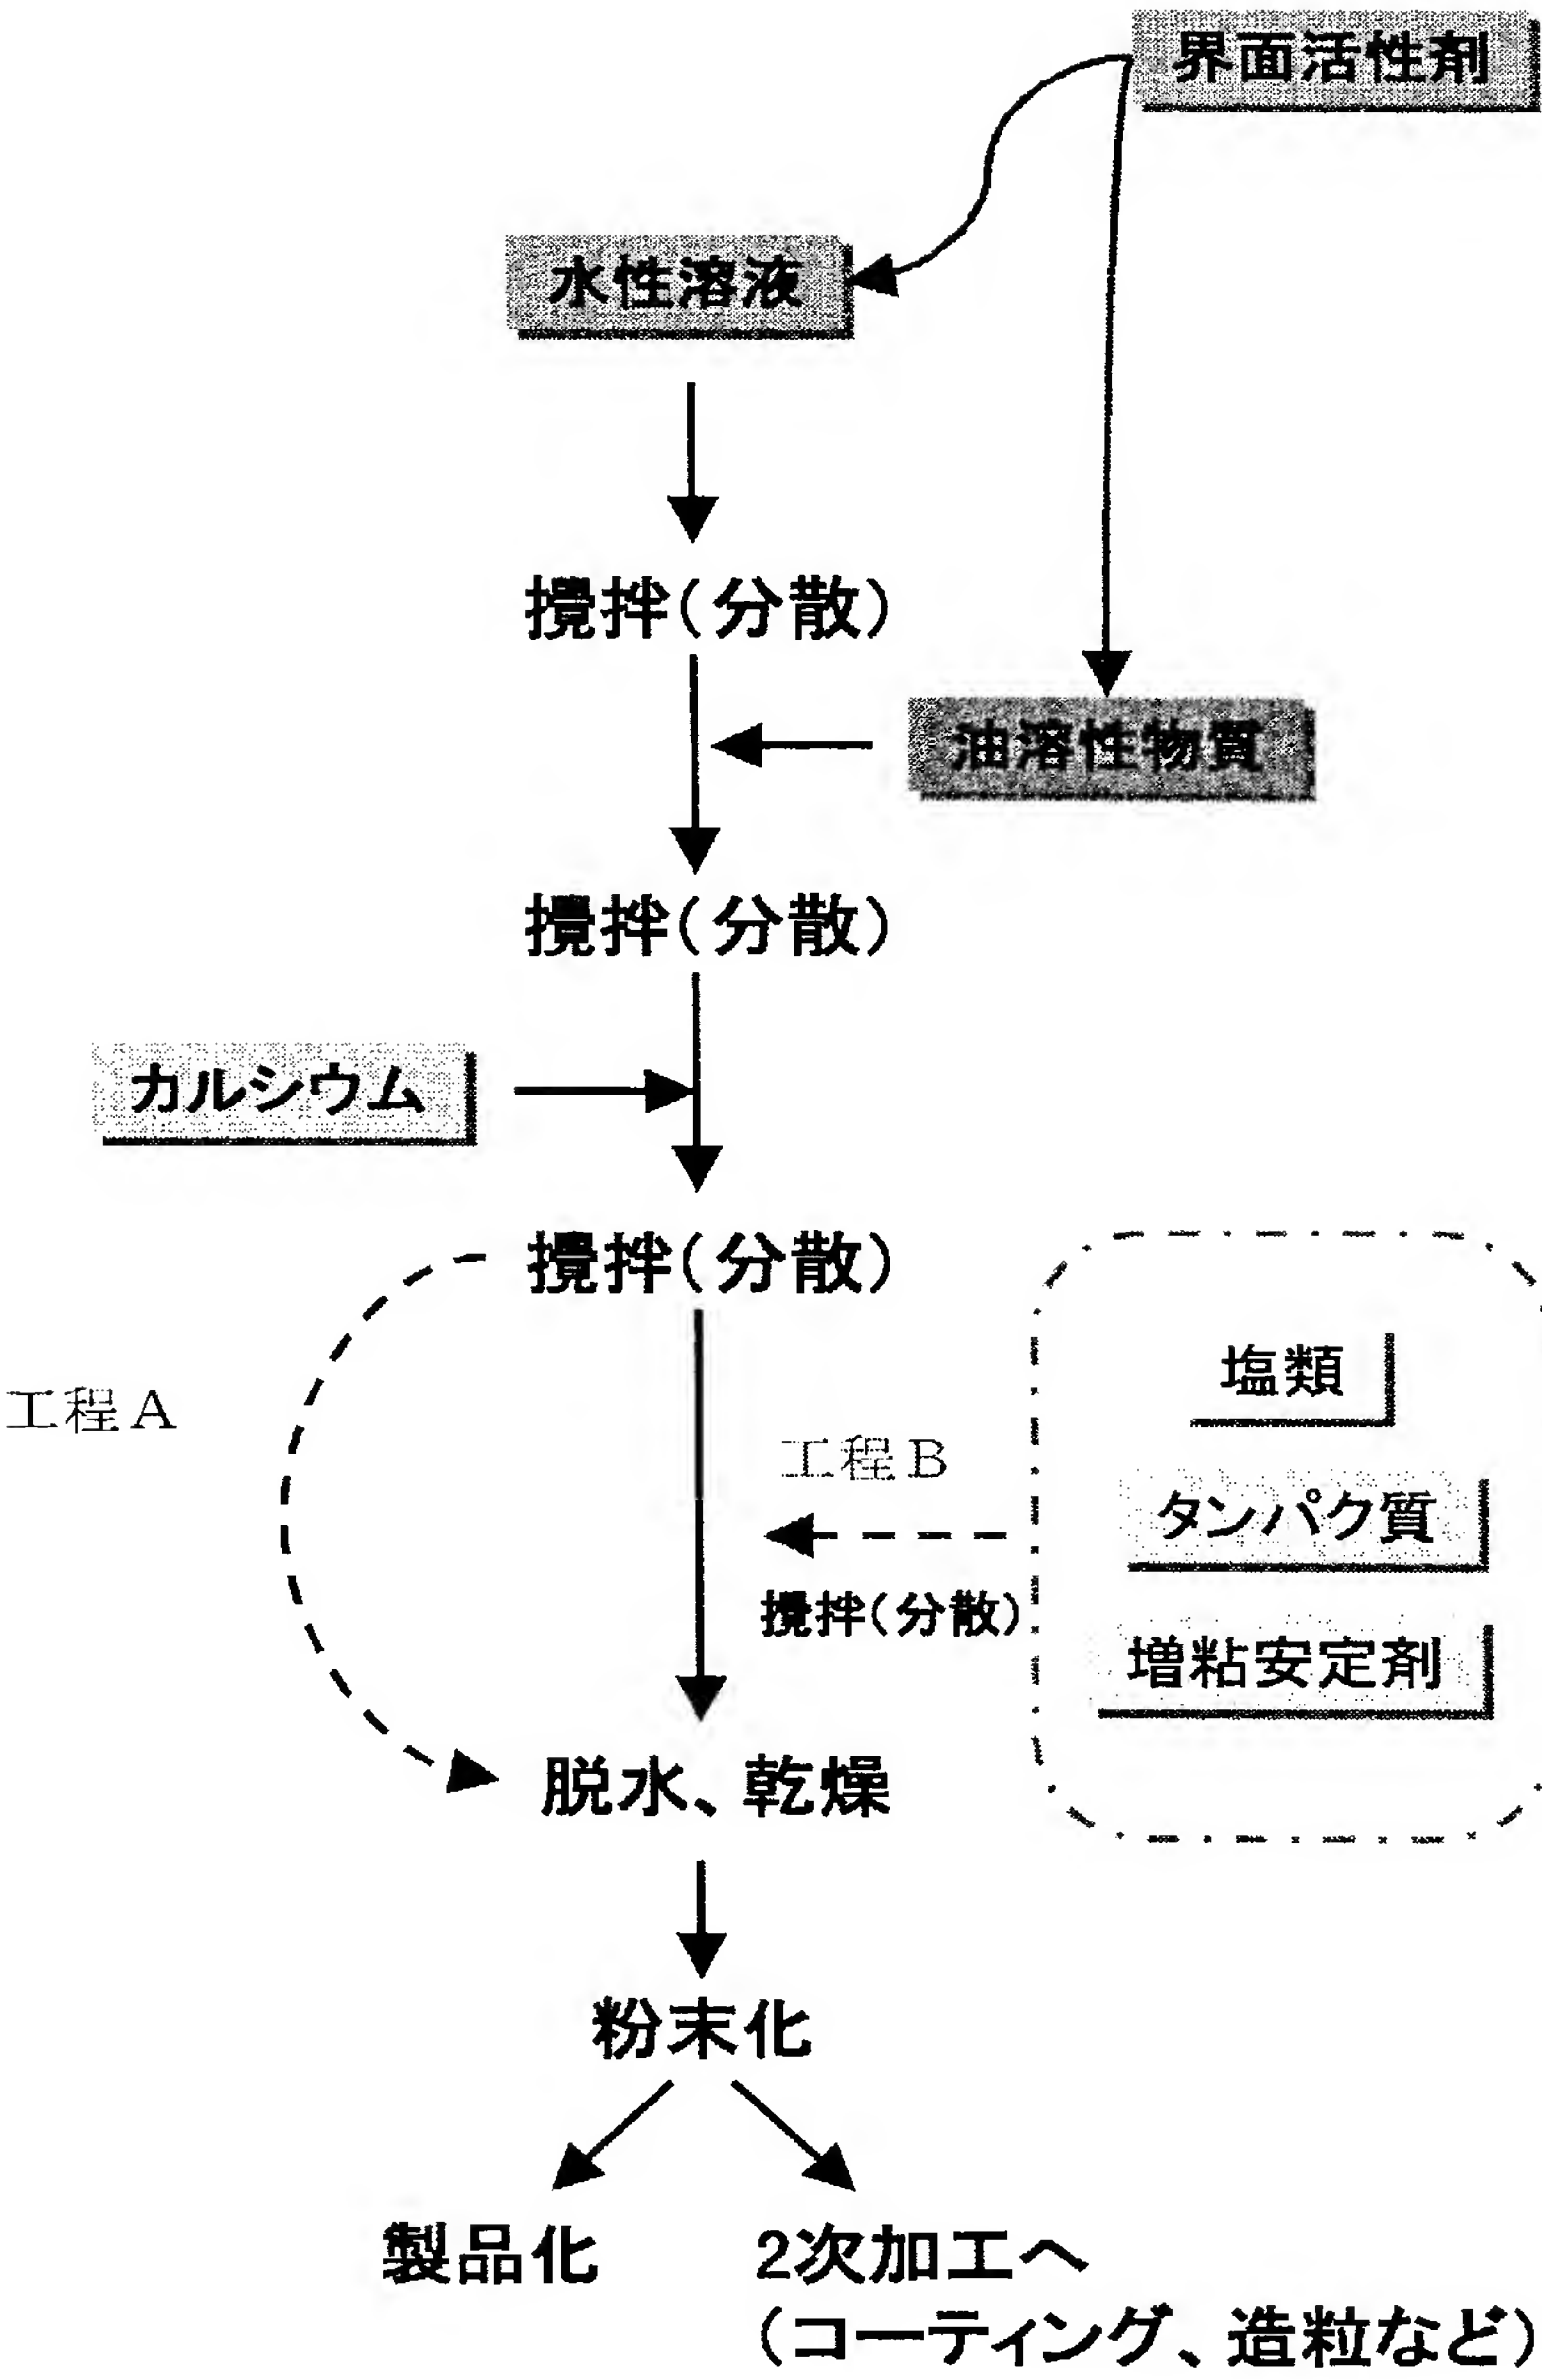 界面活性剤
水性溶液
攪拌(分散)
油溶性物質
攪拌(分散)
カルシウム
攪拌(分散)
工程A
工程B
攪拌(分散)
塩類
タンパク質
増粘安定剤
脱水、乾燥
粉末化
製品化
2次加工へ
(コーティング、造粒など)